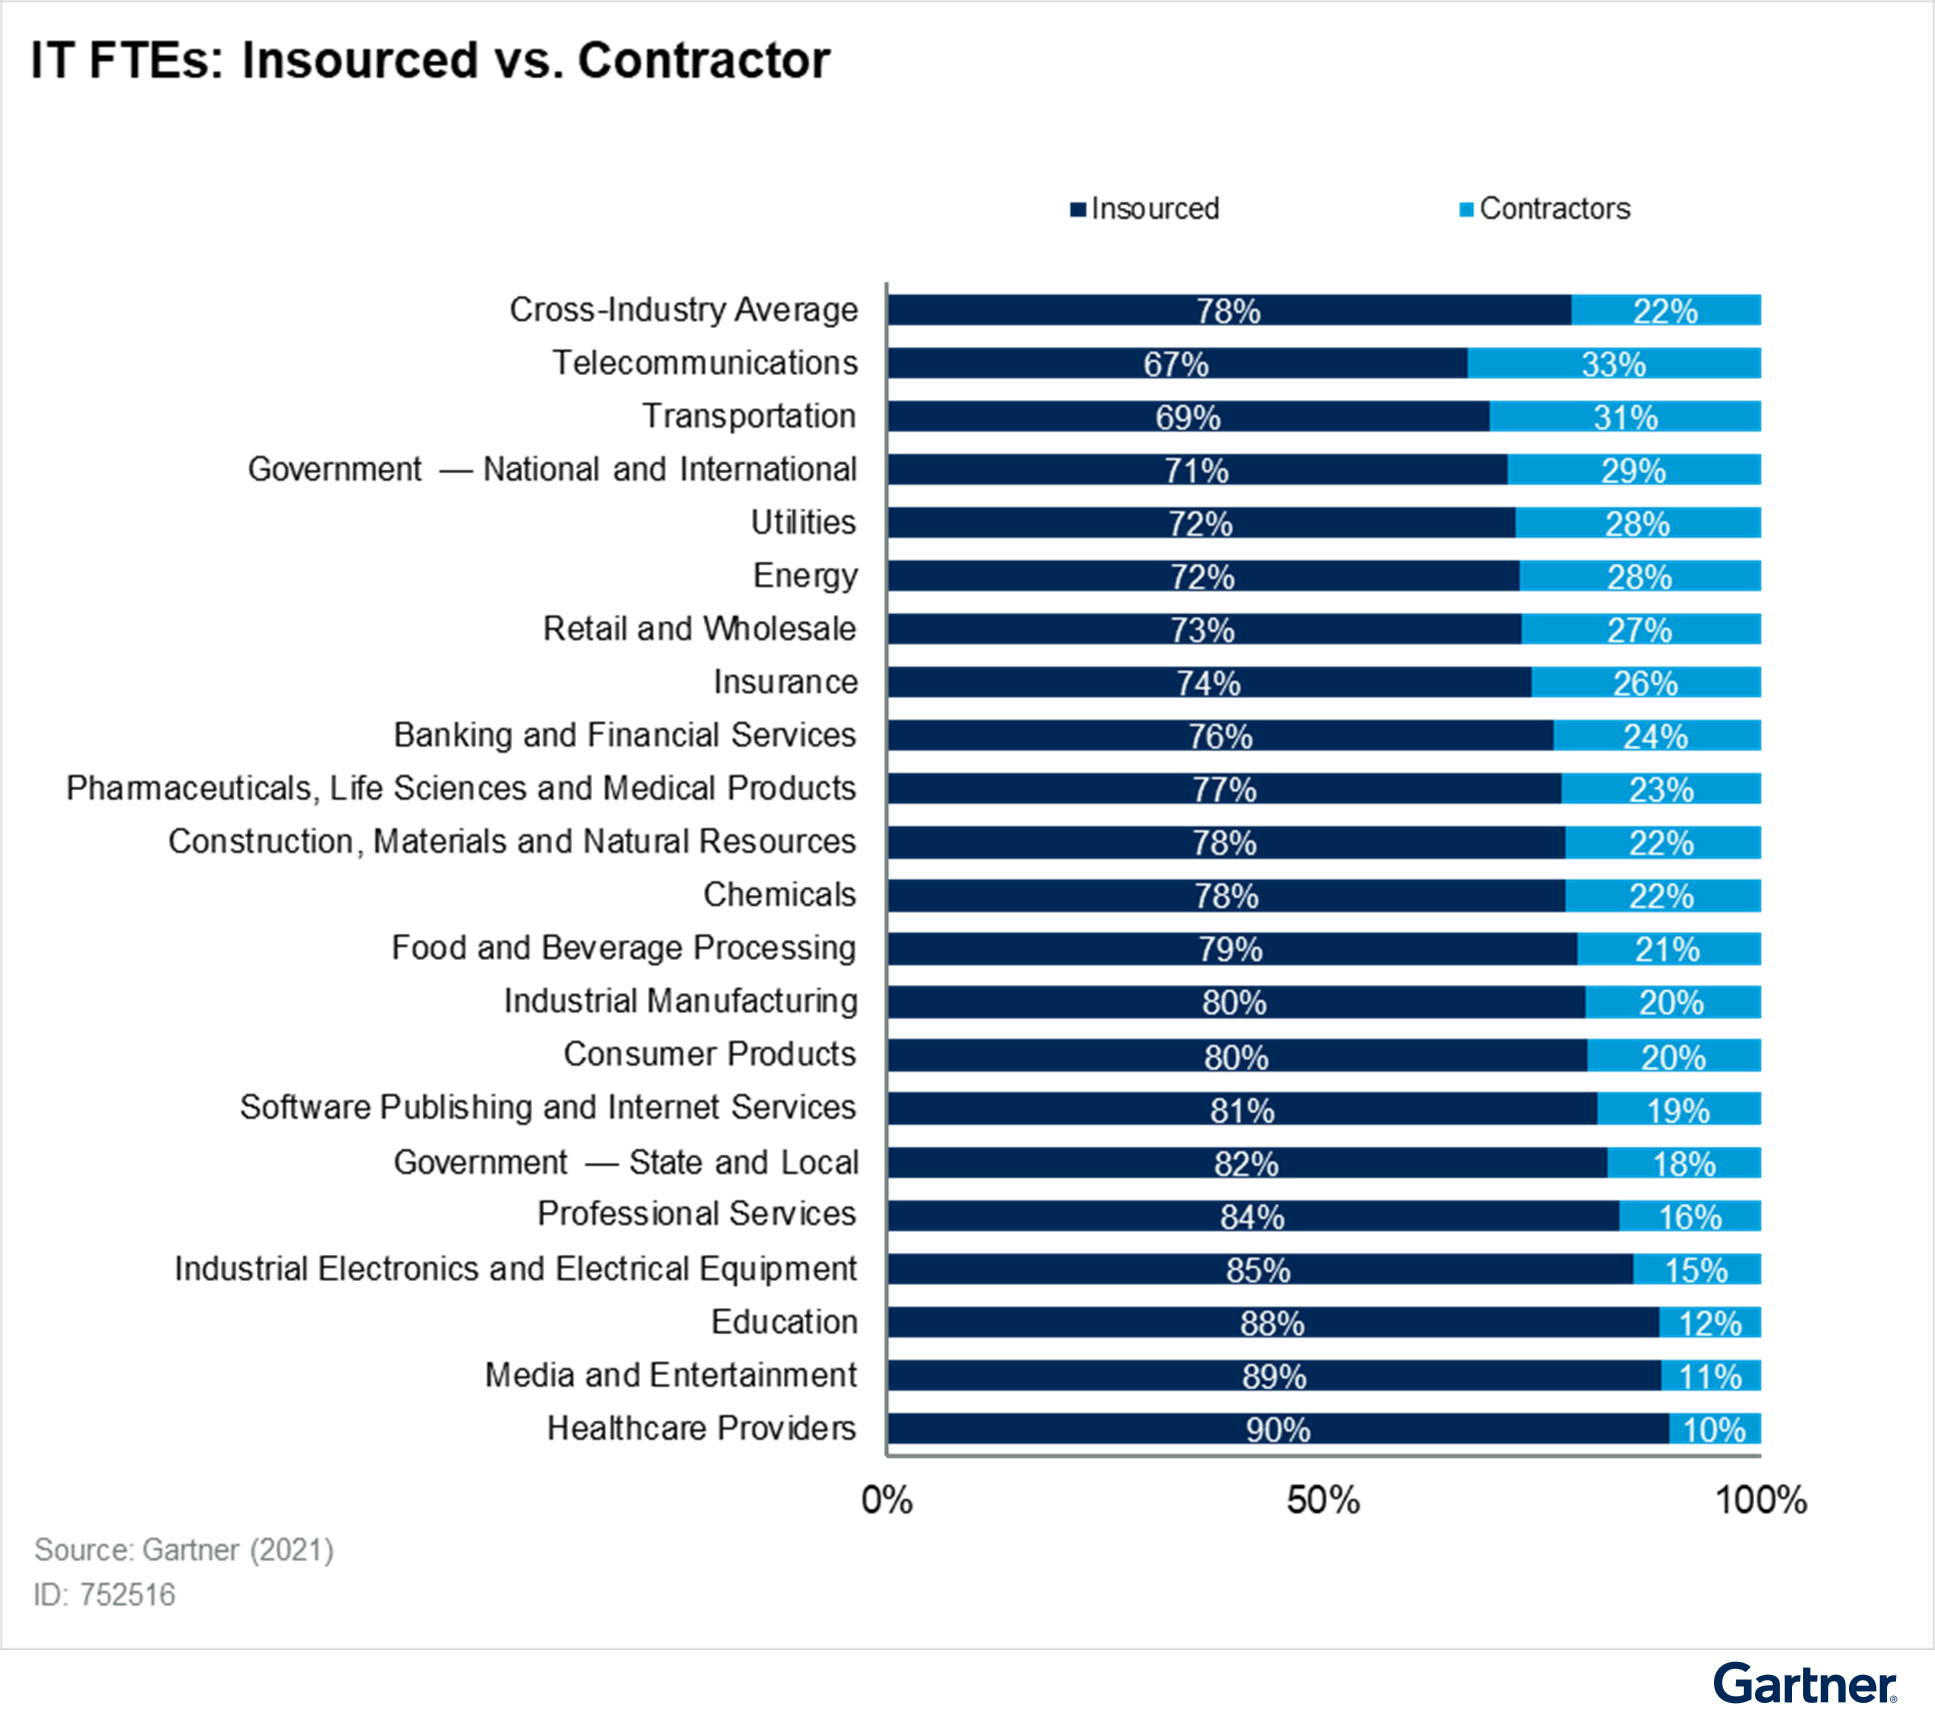 IT FTEs: Insourced vs. Contractor
Insourced Contractors
Cross-Industry Average 78% 22%
Telecommunications 67% 33%
Transportation 69% 31%
Government — National and International 71% 29%
Utilities 72% 28%
Energy 72% 28%
Retail and Wholesale 73% 27%
Insurance 74% 26%
Banking and Financial Services 76% 24%
Pharmaceuticals, Life Sciences and Medical Products 77% 23%
Construction, Materials and Natural Resources 78% 22%
Chemicals 78% 22%
Food and Beverage Processing 79% 21%
Industrial Manufacturing 80% 20%
Consumer Products 80% 20%
Software Publishing and Internet Services 81% 19%
Government — State and Local 82% 18%
Professional Services 84% 16%
Industrial Electronics and Electrical Equipment 85% 15%
Education 88% 12%
Media and Entertainment 89% 11%
Healthcare Providers 90% 10%
0% 50% 100%
Source: Gartner (2021)
ID: 752516
Gartner®